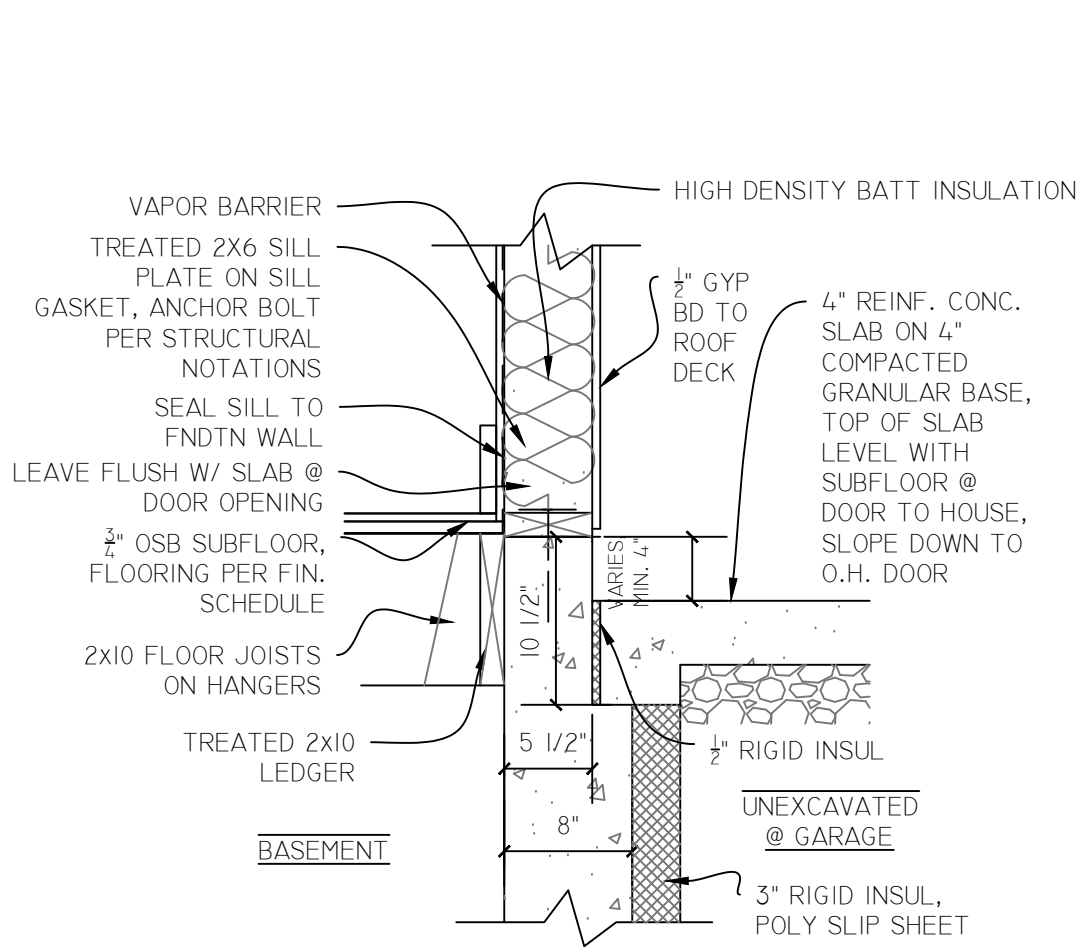 HIGH DENSITY BATT INSULATION
VAPOR BARRIER
TREATED 2X6 SILL
PLATE ON SILL
GASKET, ANCHOR BOLT
PER STRUCTURAL
NOTATIONS
1/2" GYP
BD TO
ROOF
DECK
4" REINF. CONC.
SLAB ON 4"
COMPACTED
GRANULAR BASE,
TOP OF SLAB
LEVEL WITH
SUBFLOOR @
DOOR TO HOUSE,
SLOPE DOWN TO
O.H. DOOR
SEAL SILL TO
FNDTN WALL
LEAVE FLUSH W/ SLAB @
DOOR OPENING
3/4" OSB SUBFLOOR,
FLOORING PER FIN.
SCHEDULE
VARIES,
MIN. 4"
10 1/2"
2X10 FLOOR JOISTS
ON HANGERS
TREATED 2X10
LEDGER
5 1/2"
1/2" RIGID INSUL
8"
UNEXCAVATED
@ GARAGE
BASEMENT
3" RIGID INSUL,
POLY SLIP SHEET